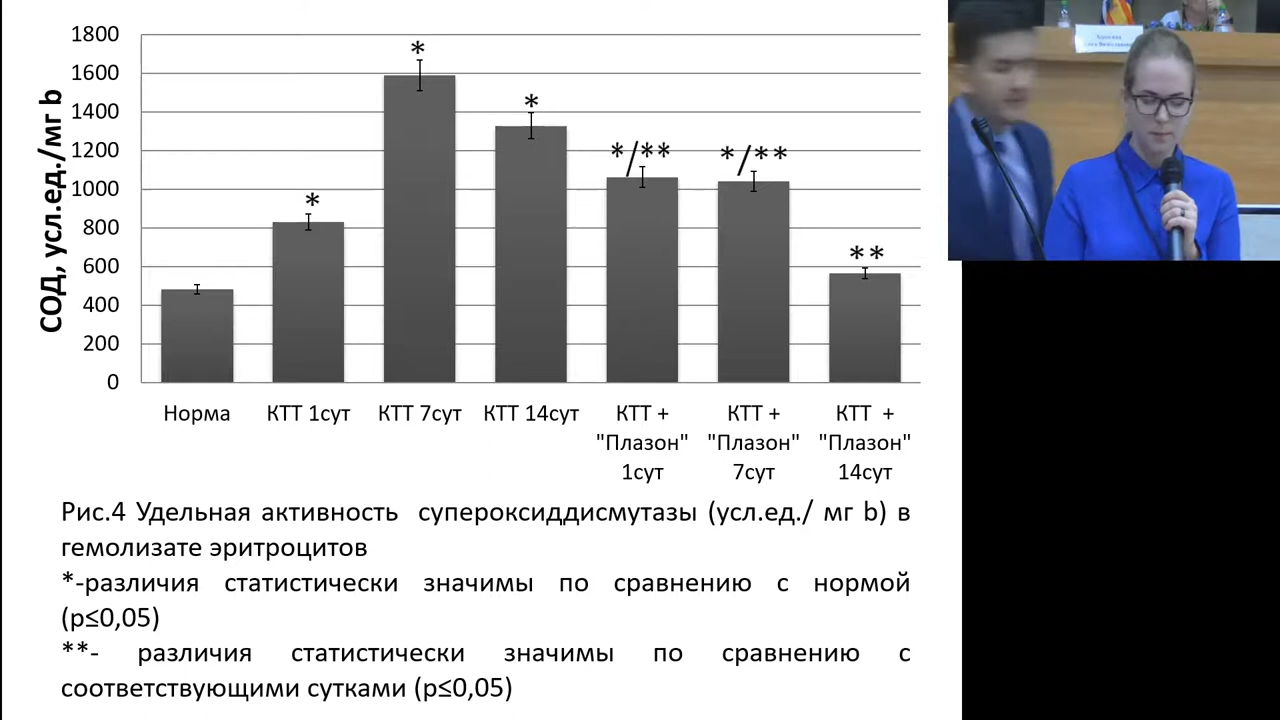 1800
1600
1400
1200
1000
800
600
400
200
0
СОД, усл.ед./мг b
*
*
*
*/**
*/**
**
Норма
КТТ 1сут
КТТ 7сут
КТТ 14сут
КТТ +
"Плазон"
1сут
КТТ +
"Плазон"
7сут
КТТ +
"Плазон"
14сут
Рис.4 Удельная активность супероксиддисмутазы (усл.ед./ мг b) в
гемолизате эритроцитов
*-различия статистически значимы по сравнению с нормой
(p≤0,05)
**- различия статистически значимы по сравнению с
соответствующими сутками (p≤0,05)